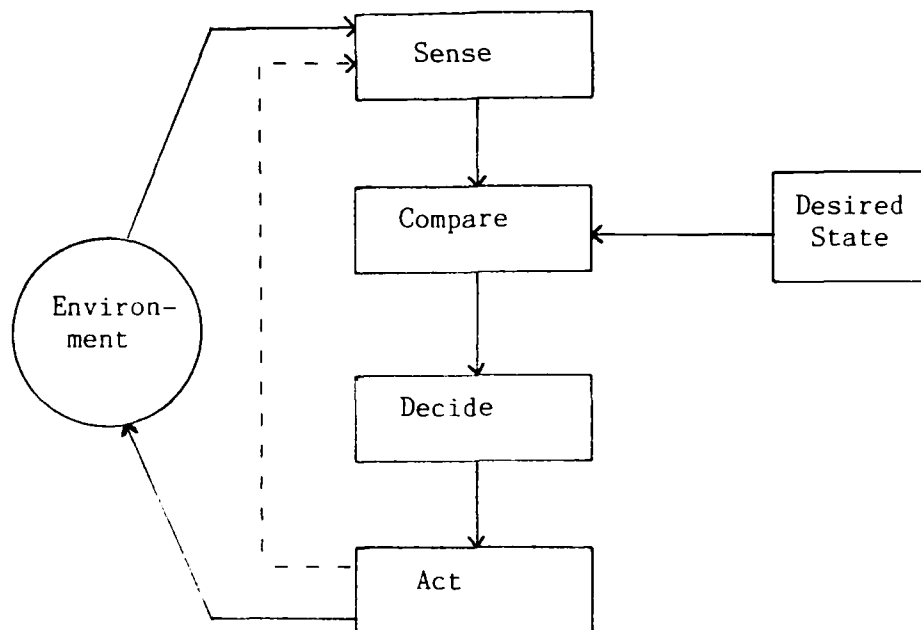 Sense
Compare
Desired
State
Environ-
ment
Decide
Act